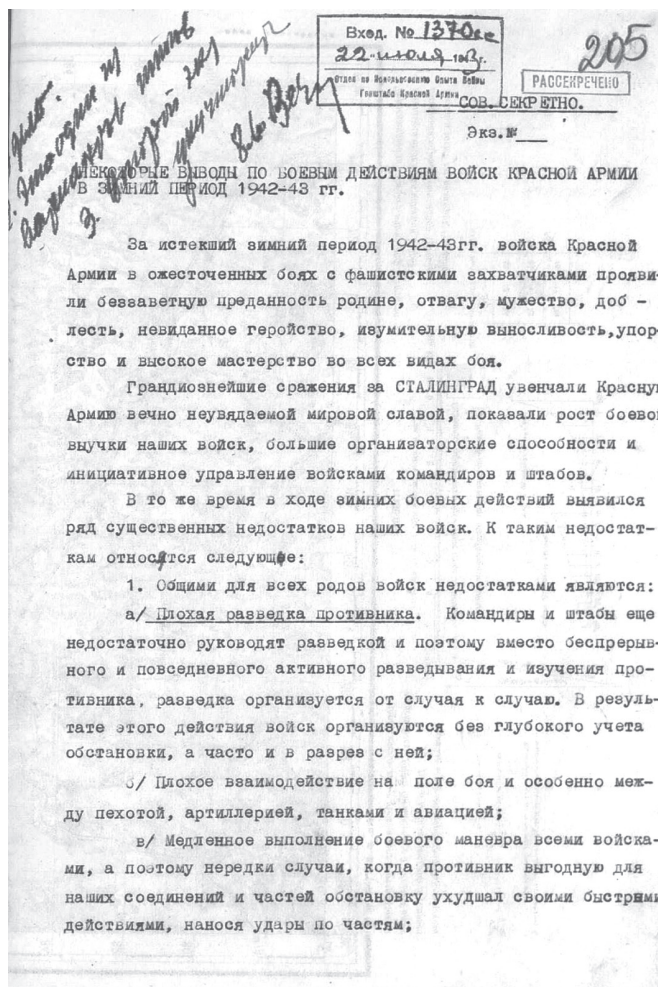 Вход. № 1370сс
22 июля 1943г.
Отдел по Использованию Опыта Войны
Генштаба Красной Армии
205
РАССЕКРЕЧЕНО
СОВ.СЕКРЕТНО.
Экз.№___
НЕКОТОРЫЕ ВЫВОДЫ ПО БОЕВЫМ ДЕЙСТВИЯМ ВОЙСК КРАСНОЙ АРМИИ
В ЗИМНИЙ ПЕРИОД 1942-43 гг.
За истекший зимний период 1942-43гг. войска Красной
Армии в ожесточенных боях с фашистскими захватчиками прояви-
ли беззаветную преданность родине, отвагу, мужество, доб -
лесть, невиданное геройство, изумительную выносливость,упор-
ство и высокое мастерство во всех видах боя.
Грандиознейшие сражения за СТАЛИНГРАД увенчали Красную
Армию вечно неувядаемой мировой славой, показали рост боевой
выучки наших войск, большие организаторские способности и
инициативное управление войсками командиров и штабов.
В то же время в ходе зимних боевых действий выявился
ряд существенных недостатков наших войск. К таким недостат-
кам относятся следующие:
1. Общими для всех родов войск недостатками являются:
а/ Плохая разведка противника. Командиры и штабы еще
недостаточно руководят разведкой и поэтому вместо беспрерыв-
ного и повседневного активного разведывания и изучения про-
тивника, разведка организуется от случая к случаю. В резуль-
тате этого действия войск организуются без глубокого учета
обстановки, а часто и в разрез с ней;
б/ Плохое взаимодействие на поле боя и особенно меж-
ду пехотой, артиллерией, танками и авиацией;
в/ Медленное выполнение боевого маневра всеми войска-
ми, а поэтому нередки случаи, когда противник выгодную для
наших соединений и частей обстановку ухудшал своими быстрыми
действиями, нанося удары по частям;